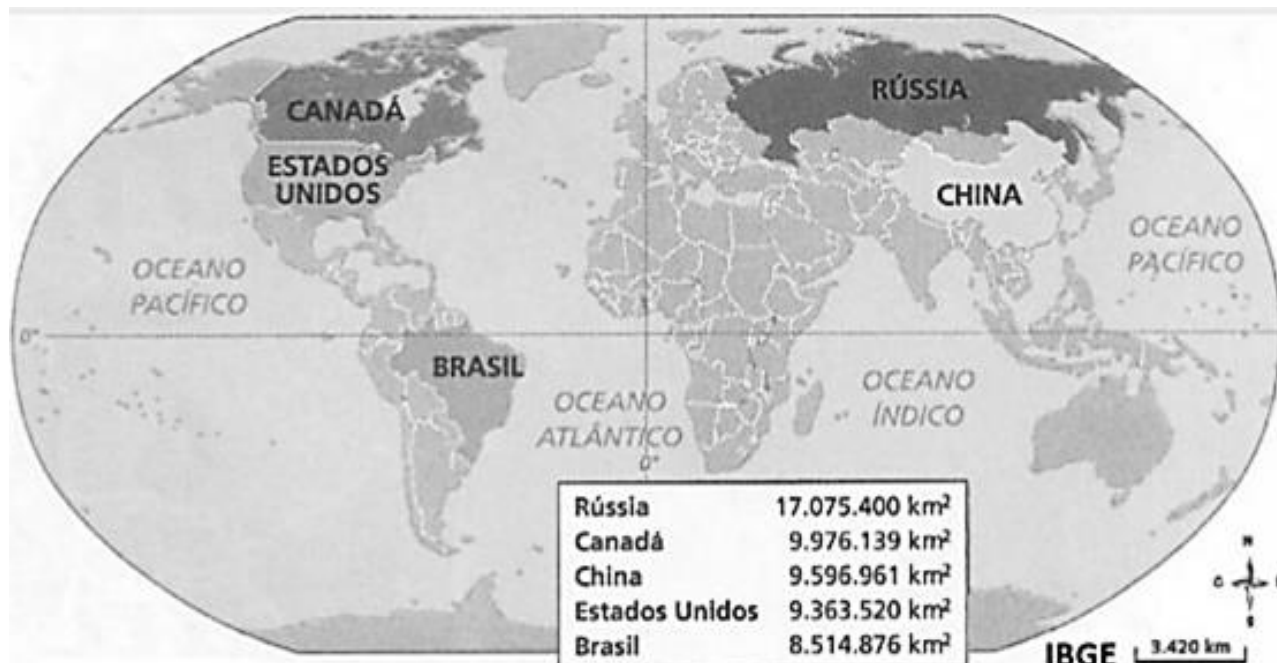 CANADÁ
RÚSSIA
ESTADOS
UNIDOS
CHINA
OCEANO
PACÍFICO
OCEANO
PACÍFICO
0°
BRASIL
OCEANO
ATLÁNTICO
OCEANO
ÍNDICO
0°
Rússia 17.075.400 km²
Canadá 9.976.139 km²
China 9.596.961 km²
Estados Unidos 9.363.520 km²
Brasil 8.514.876 km²
N
O
IBGE 3.420 km